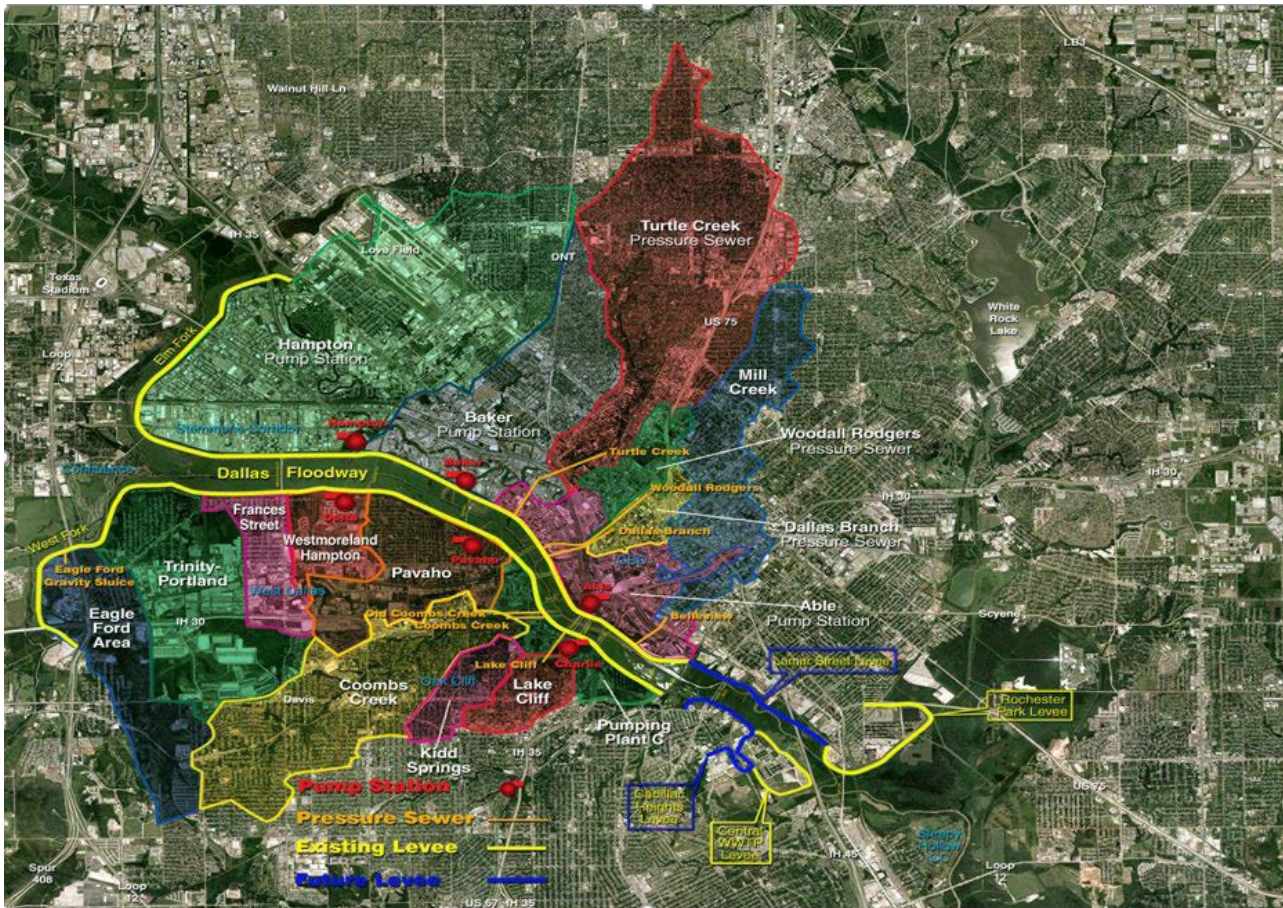 Walnut Hill Ln
LBJ
IH 35
Love Field
DNT
Turtle Creek
Pressure Sewer
Texas
Stadium
White
Rock
Lake
Loop
12
Elm Fork
Hampton
Pump Station
US 75
Mill
Creek
Stemmons Corridor
Hampton
Baker
Pump Station
Woodall Rodgers
Pressure Sewer
Turtle Creek
Confluence
Dallas Floodway
Baker
Woodall Rodgers
IH 30
IH 30
Frances
Street
Delta
Westmoreland
Hampton
Dallas Branch
Dallas Branch
Pressure Sewer
West Fork
Pavaho
Eagle Ford
Gravity Sluice
Trinity-
Portland
Pavaho
West Dallas
Eagle
Ford
Area
IH 30
Old Coombs Creek
Coombs Creek
Able
Able
Pump Station
Belleview
Scyene
Lake Cliff
Charlie
Lamar Street Levee
Coombs
Creek
Oak Cliff
Lake
Cliff
Davis
Rochester
Park Levee
Pumping
Plant C
Kidd
Springs
IH 35
Pump Station
Pressure Sewer
Existing Levee
Future Levee
Cadillac
Heights
Levee
Central
WWTP
Levee
US 75
IH 45
Sleepy
Hollow
Loop
12
Spur
408
Loop
12
US 67 IH 35